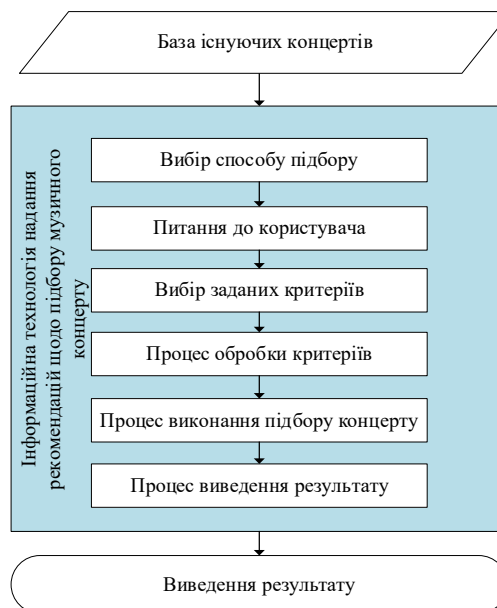 База існуючих концертів
Інформаційна технологія надання
рекомендацій щодо підбору музичного
концерту
Вибір способу підбору
Питання до користувача
Вибір заданих критеріїв
Процес обробки критеріїв
Процес виконання підбору концерту
Процес виведення результату
Виведення результату